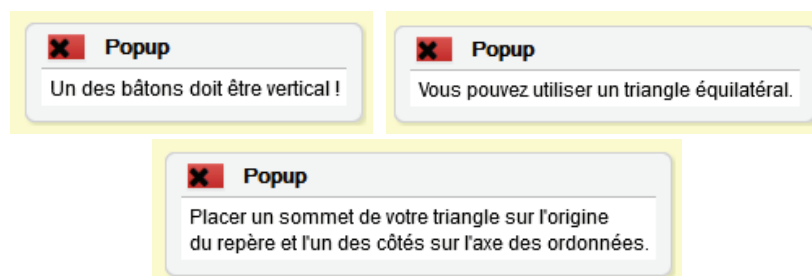 Popup
Un des bâtons doit être vertical !
Popup
Vous pouvez utiliser un triangle équilatéral.
Popup
Placer un sommet de votre triangle sur l'origine
du repère et l'un des côtés sur l'axe des ordonnées.